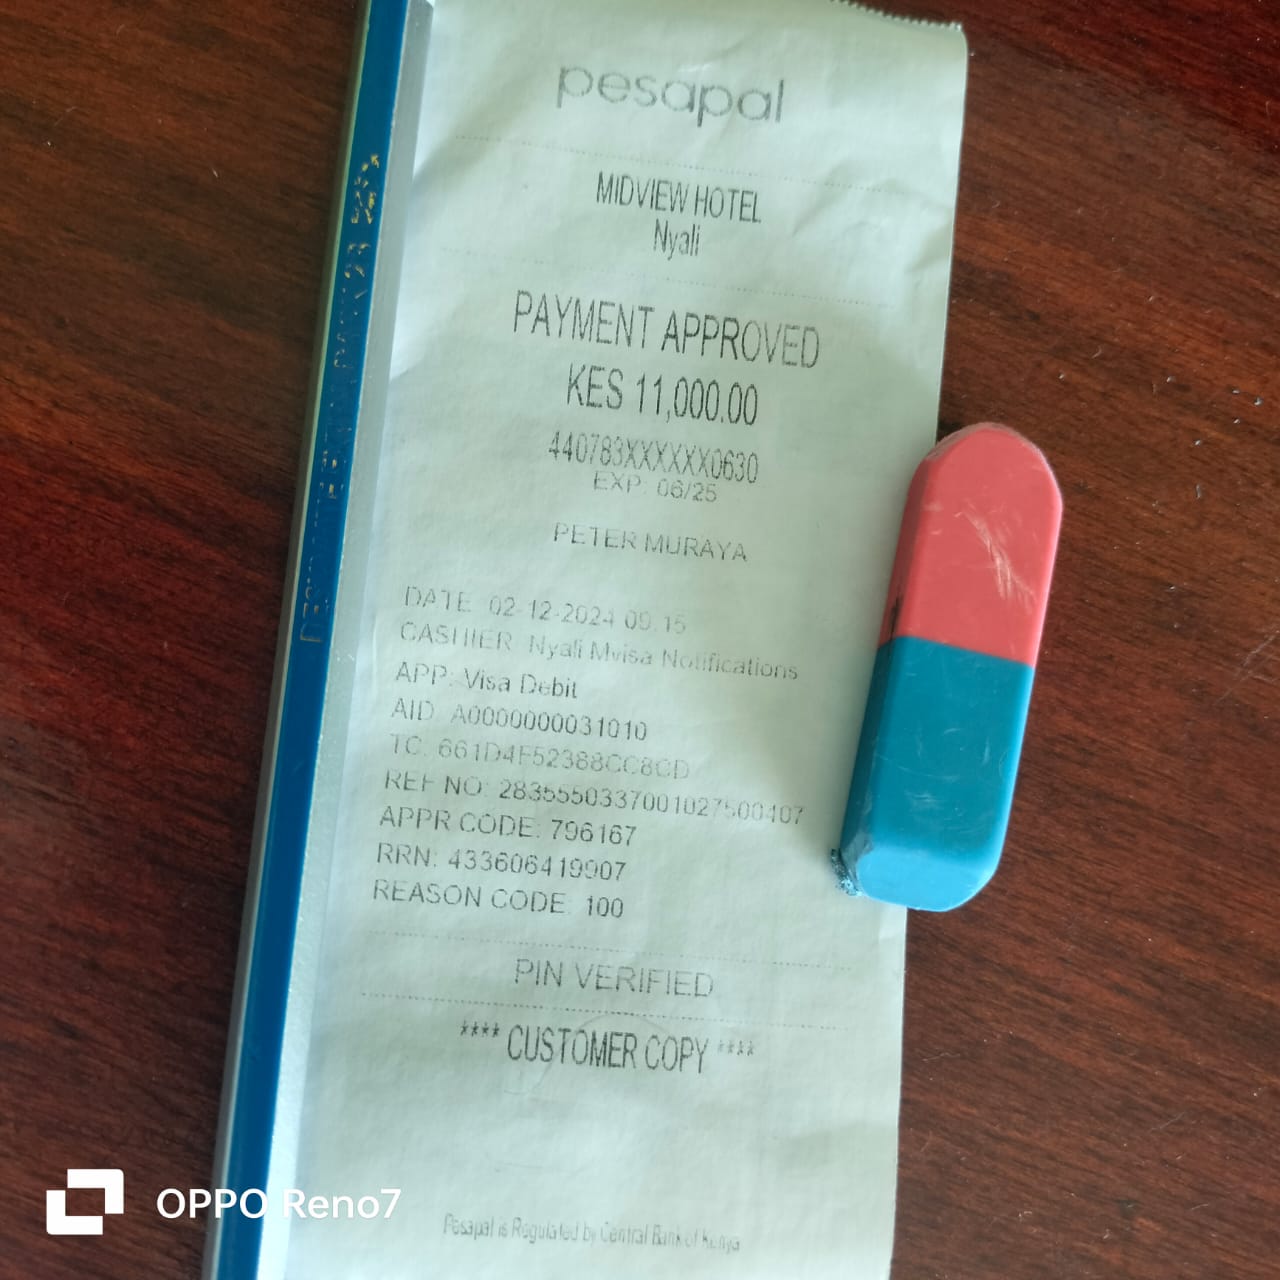 pesapal
MIDVIEW HOTEL
Nyali
PAYMENT APPROVED
KES 11,000.00
440783XXXXXX0630
EXP: 06/25
PETER MURAYA
DATE: 02-12-2024 09:15
CASHIER: Nyali Mvisa Notifications
APP: Visa Debit
AID: A0000000031010
TC: 661D4F52388CC8CD
REF NO: 2835550337001027500407
APPR CODE: 796167
RRN: 433606419907
REASON CODE: 100
PIN VERIFIED
**** CUSTOMER COPY ****
Pesapal is Regulated by Central Bank of Kenya
OPPO Reno7